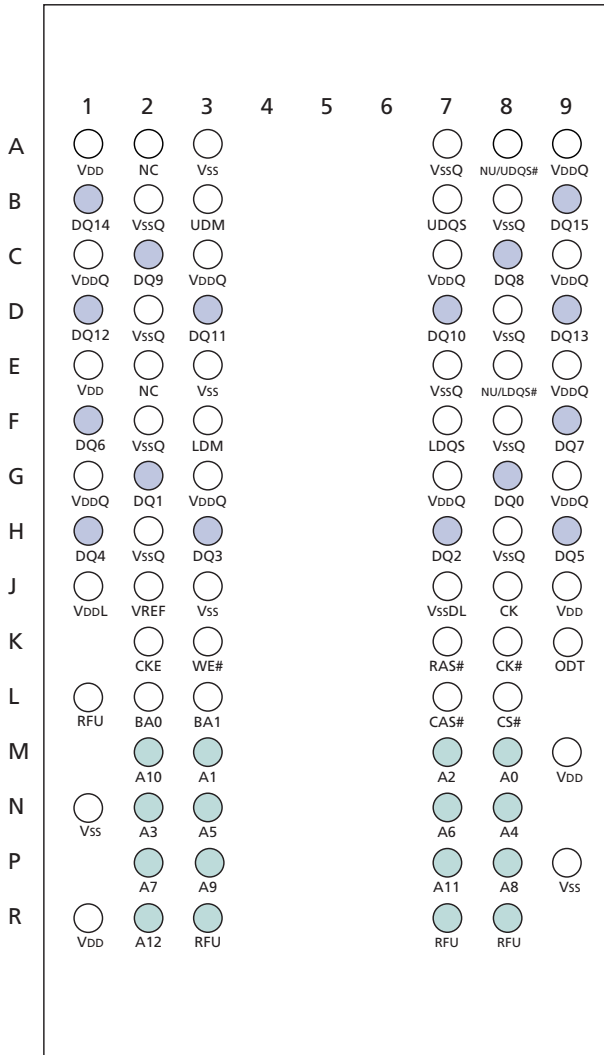 1 2 3 4 5 6 7 8 9
A
VDD NC VSS VSSQ NU/UDQS# VDDQ
B
DQ14 VSSQ UDM UDQS VSSQ DQ15
C
VDDQ DQ9 VDDQ VDDQ DQ8 VDDQ
D
DQ12 VSSQ DQ11 DQ10 VSSQ DQ13
E
VDD NC VSS VSSQ NU/LDQS# VDDQ
F
DQ6 VSSQ LDM LDQS VSSQ DQ7
G
VDDQ DQ1 VDDQ VDDQ DQ0 VDDQ
H
DQ4 VSSQ DQ3 DQ2 VSSQ DQ5
J
VDDL VREF VSS VSSDL CK VDD
K
CKE WE# RAS# CK# ODT
L
RFU BA0 BA1 CAS# CS#
M
A10 A1 A2 A0 VDD
N
VSS A3 A5 A6 A4
P
A7 A9 A11 A8 VSS
R
VDD A12 RFU RFU RFU